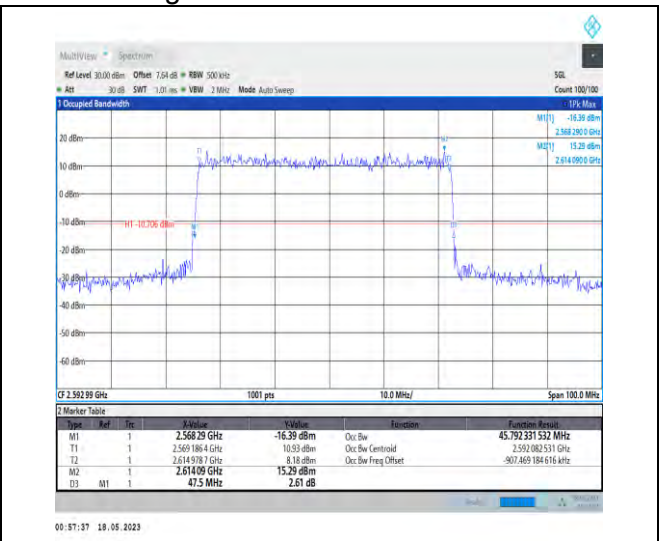 MultiView Spectrum
Ref Level 30.00 dBm Offset 7.64 dB RBW 500 kHz SGL
Att 30 dB SWT 1.01 ms VBW 2 MHz Mode Auto Sweep Count 100/100
1 Occupied Bandwidth 1Pk Max
M1[1] -16.39 dBm
2.568 290 0 GHz
M2[1] 15.29 dBm
2.614 090 0 GHz
20 dBm
10 dBm
0 dBm
-10 dBm
H1 -10.706 dBm
-20 dBm
-30 dBm
-40 dBm
-50 dBm
-60 dBm
T1
M2
D3
CF 2.592 99 GHz 1001 pts 10.0 MHz/ Span 100.0 MHz
2 Marker Table
Type Ref Trc X-Value Y-Value Function Function Result
M1 1 2.568 29 GHz -16.39 dBm Occ Bw 45.792 331 532 MHz
T1 1 2.569 186 4 GHz 10.93 dBm Occ Bw Centroid 2.592 082 531 GHz
T2 1 2.614 978 7 GHz 8.18 dBm Occ Bw Freq Offset -907.469 184 616 kHz
M2 1 2.614 09 GHz 15.29 dBm
D3 M1 1 47.5 MHz 2.61 dB
00:57:37 18.05.2023